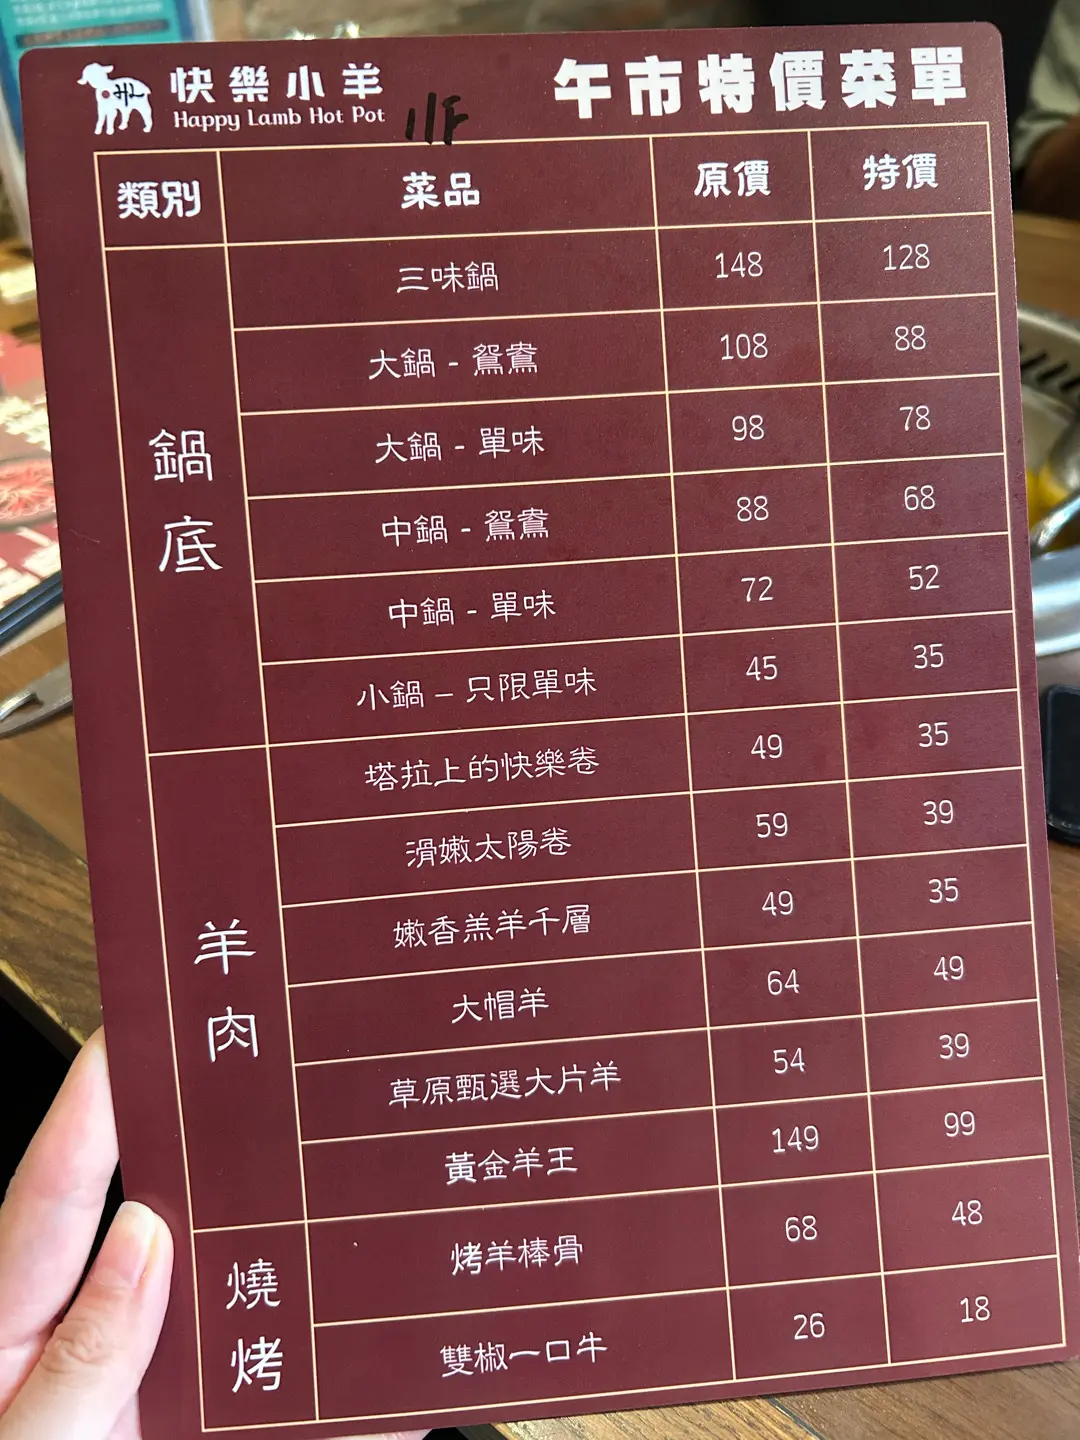 快樂小羊
Happy Lamb Hot Pot
11F
午市特價菜單
類別 菜品 原價 特價
鍋底
三味鍋 148 128
大鍋 - 鴛鴦 108 88
大鍋 - 單味 98 78
中鍋 - 鴛鴦 88 68
中鍋 - 單味 72 52
小鍋 – 只限單味 45 35
羊肉
塔拉上的快樂卷 49 35
滑嫩太陽卷 59 39
嫩香羔羊千層 49 35
大帽羊 64 49
草原甄選大片羊 54 39
黃金羊王 149 99
燒烤
烤羊棒骨 68 48
雙椒一口牛 26 18